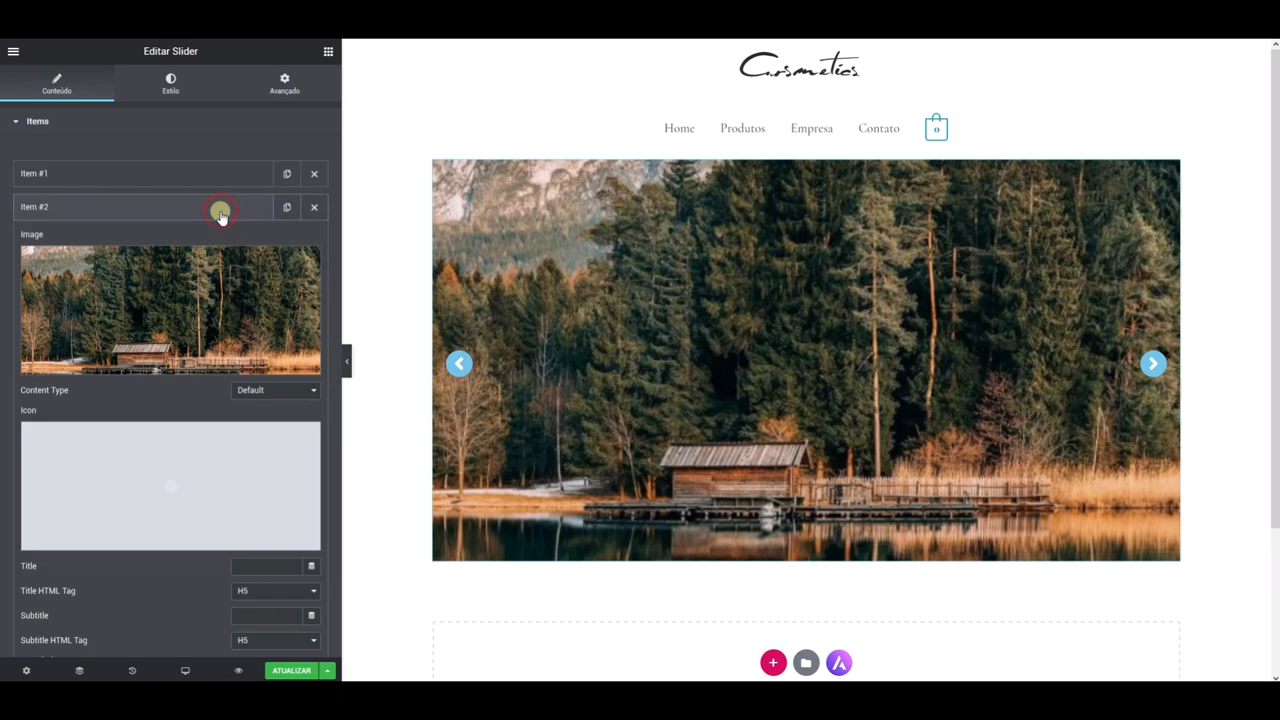 Editar Slider
Conteúdo
Estilo
Avançado
Items
Item #1
Item #2
Image
Content Type
Default
Icon
Title
Title HTML Tag
H5
Subtitle
Subtitle HTML Tag
H5
ATUALIZAR
Cosmetics
Home
Produtos
Empresa
Contato
0